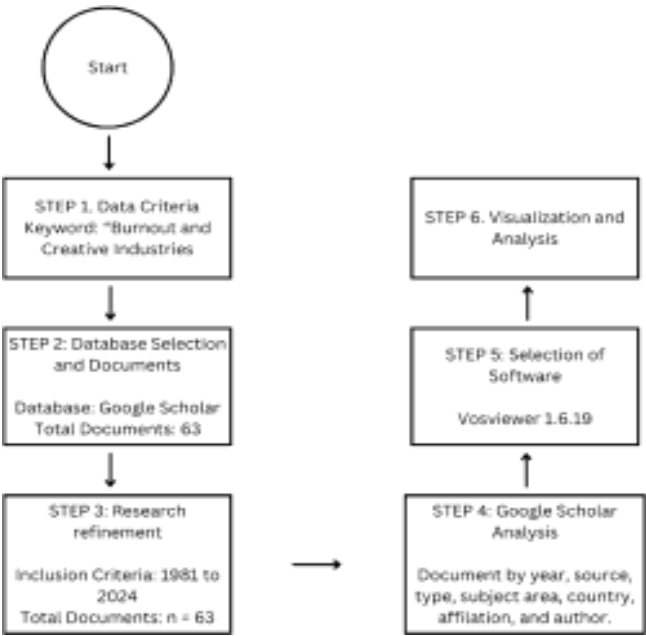 Start
STEP 1. Data Criteria
Keyword: "Burnout and
Creative Industries
STEP 2: Database Selection
and Documents
Database: Google Scholar
Total Documents: 63
STEP 3: Research
refinement
Inclusion Criteria: 1981 to
2024
Total Documents: n = 63
STEP 4: Google Scholar
Analysis
Document by year, source,
type, subject area, country,
affilation, and author.
STEP 5: Selection of
Software
Vosviewer 1.6.19
STEP 6. Visualization and
Analysis